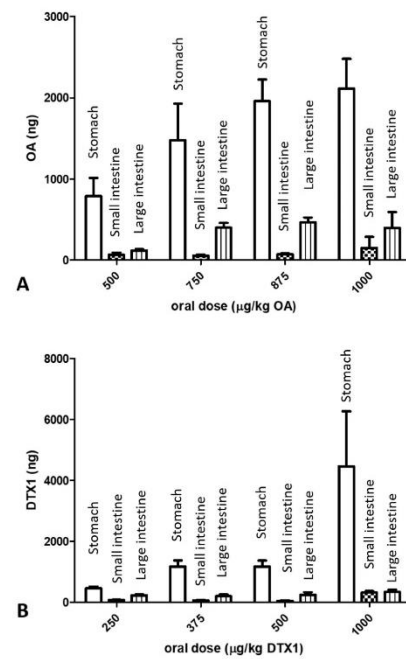 3000
2000
1000
0
OA (ng)
Stomach
Small intestine
Large intestine
Stomach
Small intestine
Large intestine
Stomach
Small intestine
Large intestine
Stomach
Small intestine
Large intestine
500
750
875
1000
A
oral dose (μg/kg OA)
8000
6000
4000
2000
0
DTX1 (ng)
Stomach
Small intestine
Large intestine
Stomach
Small intestine
Large intestine
Stomach
Small intestine
Large intestine
Stomach
Small intestine
Large intestine
250
375
500
1000
B
oral dose (μg/kg DTX1)